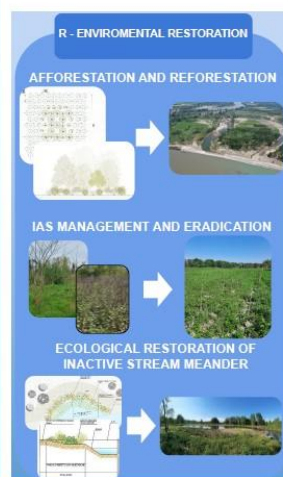 R - ENVIROMENTAL RESTORATION
AFFORESTATION AND REFORESTATION
IAS MANAGEMENT AND ERADICATION
ECOLOGICAL RESTORATION OF
INACTIVE STREAM MEANDER